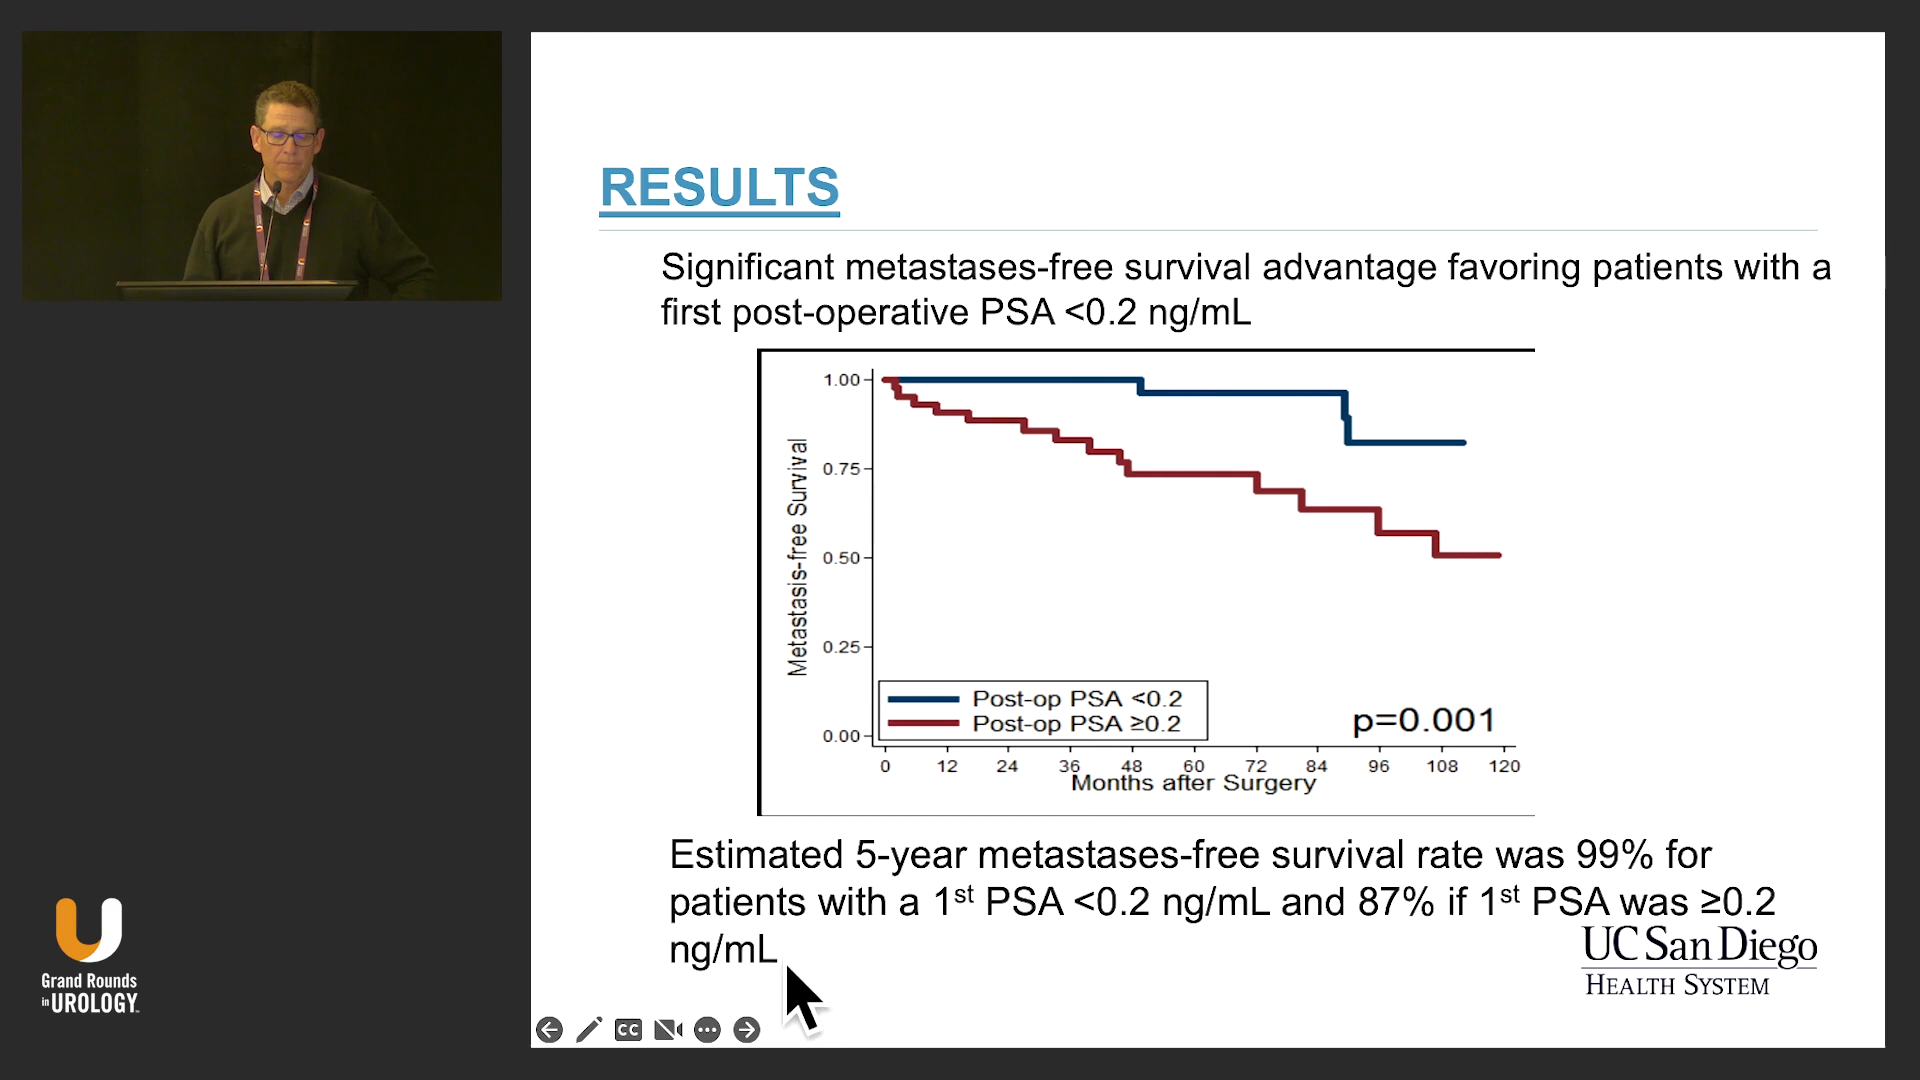 RESULTS
Significant metastases-free survival advantage favoring patients with a
first post-operative PSA <0.2 ng/mL
Metastasis-free Survival
1.00
0.75
0.50
0.25
0.00
Post-op PSA <0.2
Post-op PSA ≥0.2
p=0.001
0 12 24 36 48 60 72 84 96 108 120
Months after Surgery
Estimated 5-year metastases-free survival rate was 99% for
patients with a 1st PSA <0.2 ng/mL and 87% if 1st PSA was ≥0.2
ng/mL
UC San Diego
HEALTH SYSTEM
CC
Grand Rounds
in UROLOGY